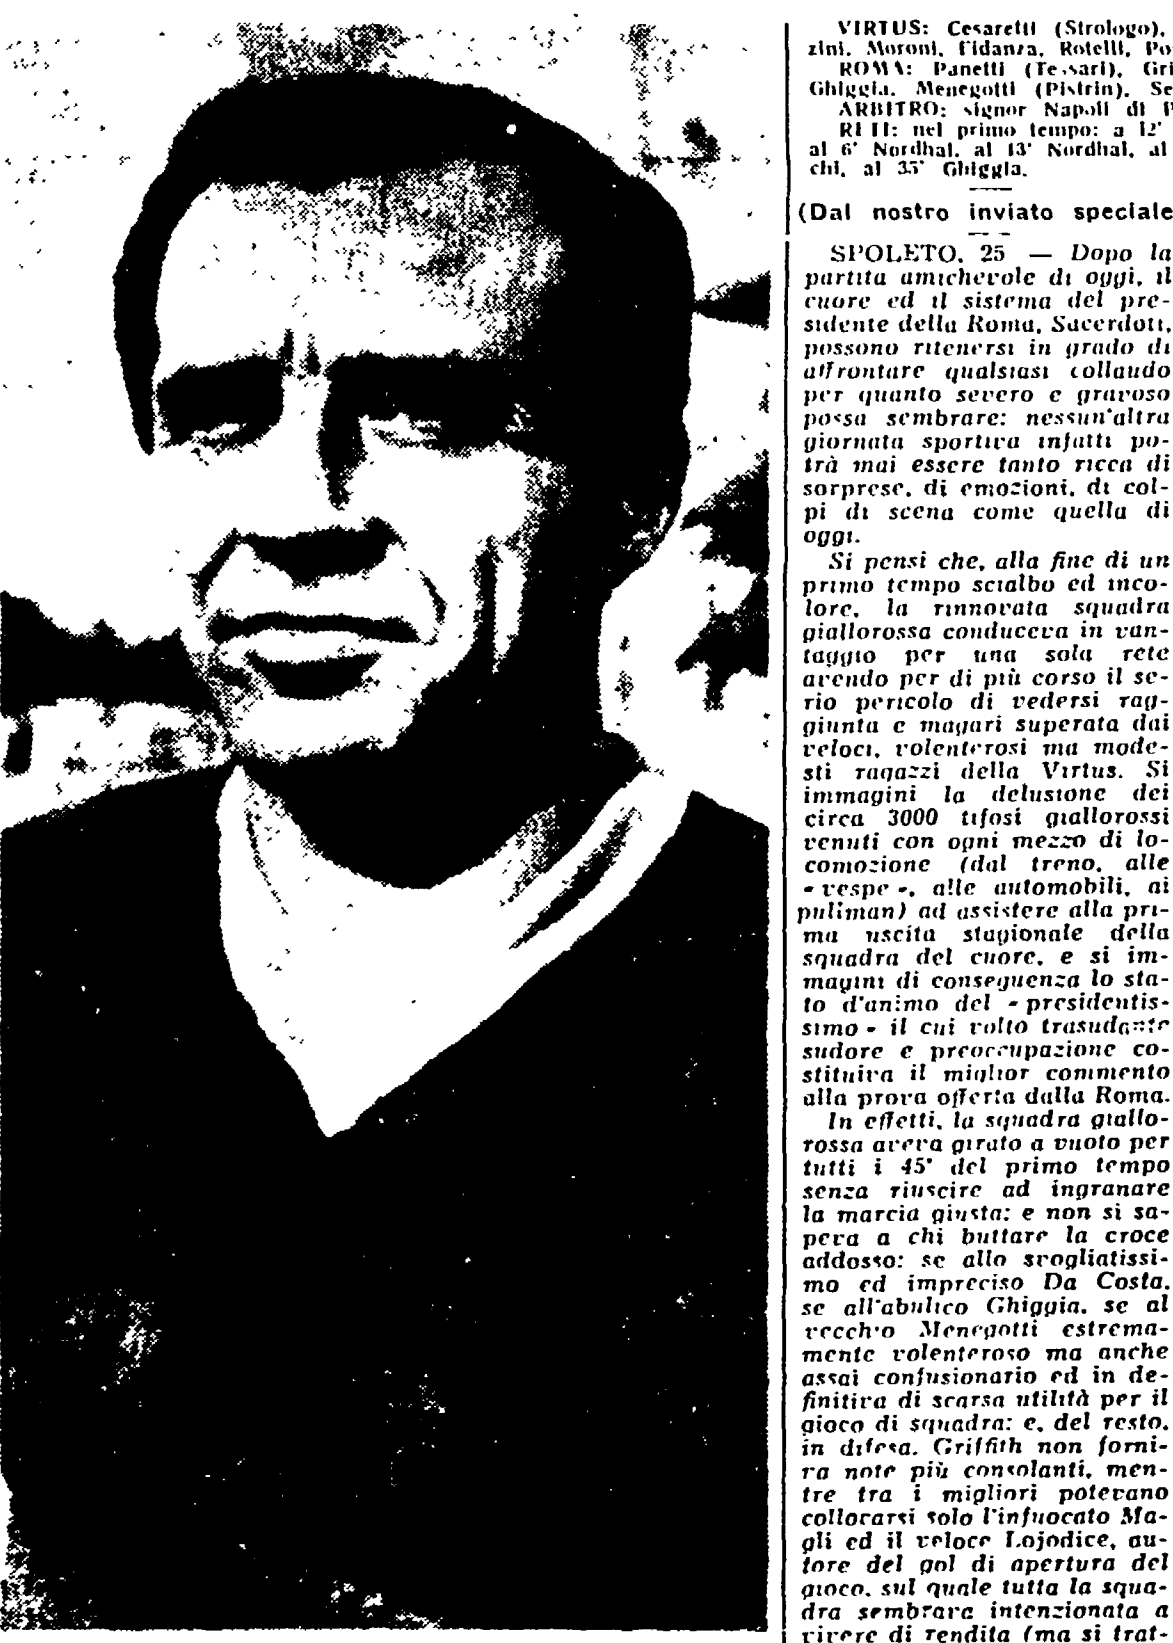 VIRTUS: Cesaretti (Strologo),
zini, Moroni, Fidanza, Rotelli, Po
ROMA: Panetti (Tessari), Gri
Ghiggia, Menegotti (Pistrin), Se
ARBITRO: signor Napoli di P
RETI: nel primo tempo: a 12'
al 6' Nordhal, al 13' Nordhal, al
chi, al 35' Ghiggia.
(Dal nostro inviato speciale
SPOLETO, 25 — Dopo la
partita amichevole di oggi, il
cuore ed il sistema del pre-
sidente della Roma, Sacerdoti,
possono ritenersi in grado di
affrontare qualsiasi collaudo
per quanto severo e gravoso
possa sembrare: nessun'altra
giornata sportiva infatti po-
trà mai essere tanto ricca di
sorprese, di emozioni, di col-
pi di scena come quella di
oggi.
Si pensi che, alla fine di un
primo tempo scialbo ed inco-
lore, la rinnovata squadra
giallorossa conduceva in van-
taggio per una sola rete
avendo per di più corso il se-
rio pericolo di vedersi rag-
giunta e magari superata dai
veloci, volenterosi ma mode-
sti ragazzi della Virtus. Si
immagini la delusione dei
circa 3000 tifosi giallorossi
venuti con ogni mezzo di lo-
comozione (dal treno, alle
- vespe -, alle automobili, ai
puliman) ad assistere alla pri-
ma uscita stagionale della
squadra del cuore, e si im-
magini di conseguenza lo sta-
to d'animo del - presidentis-
simo - il cui volto trasudante
sudore e preoccupazione co-
stituiva il miglior commento
alla prova offerta dalla Roma.
In effetti, la squadra giallo-
rossa aveva girato a vuoto per
tutti i 45' del primo tempo
senza riuscire ad ingranare
la marcia giusta: e non si sa-
peva a chi buttare la croce
addosso: se allo svogliatissi-
mo ed impreciso Da Costa,
se all'abulico Ghiggia, se al
vecchio Menegotti estrema-
mente volenteroso ma anche
assai confusionario ed in de-
finitiva di scarsa utilità per il
gioco di squadra: e, del resto,
in difesa, Griffith non forni-
va note più consolanti, men-
tre tra i migliori potevano
collocarsi solo l'infuocato Ma-
gli ed il veloce Lojodice, au-
tore del gol di apertura del
gioco, sul quale tutta la squa-
dra sembrava intenzionata a
vivere di rendita (ma si trat-